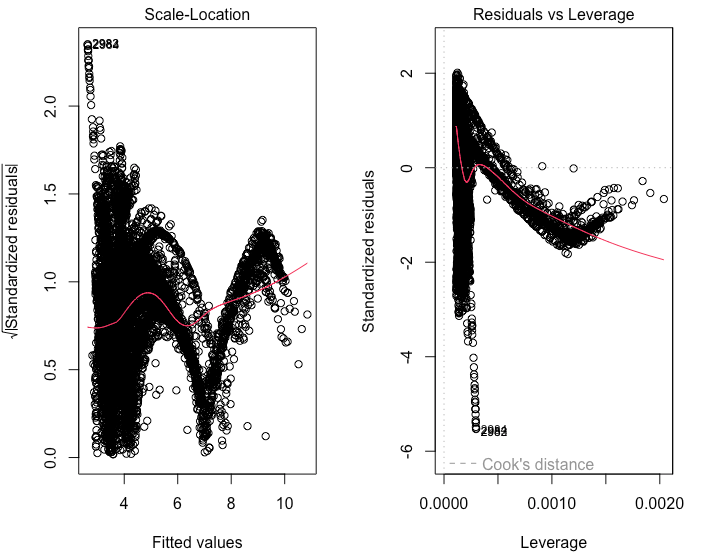 Scale-Location
2.0
1.5
1.0
0.5
0.0
√|Standardized residuals|
4 6 8 10
Fitted values
Residuals vs Leverage
2
0
-2
-4
-6
Standardized residuals
Cook's distance
0.0000 0.0010 0.0020
Leverage